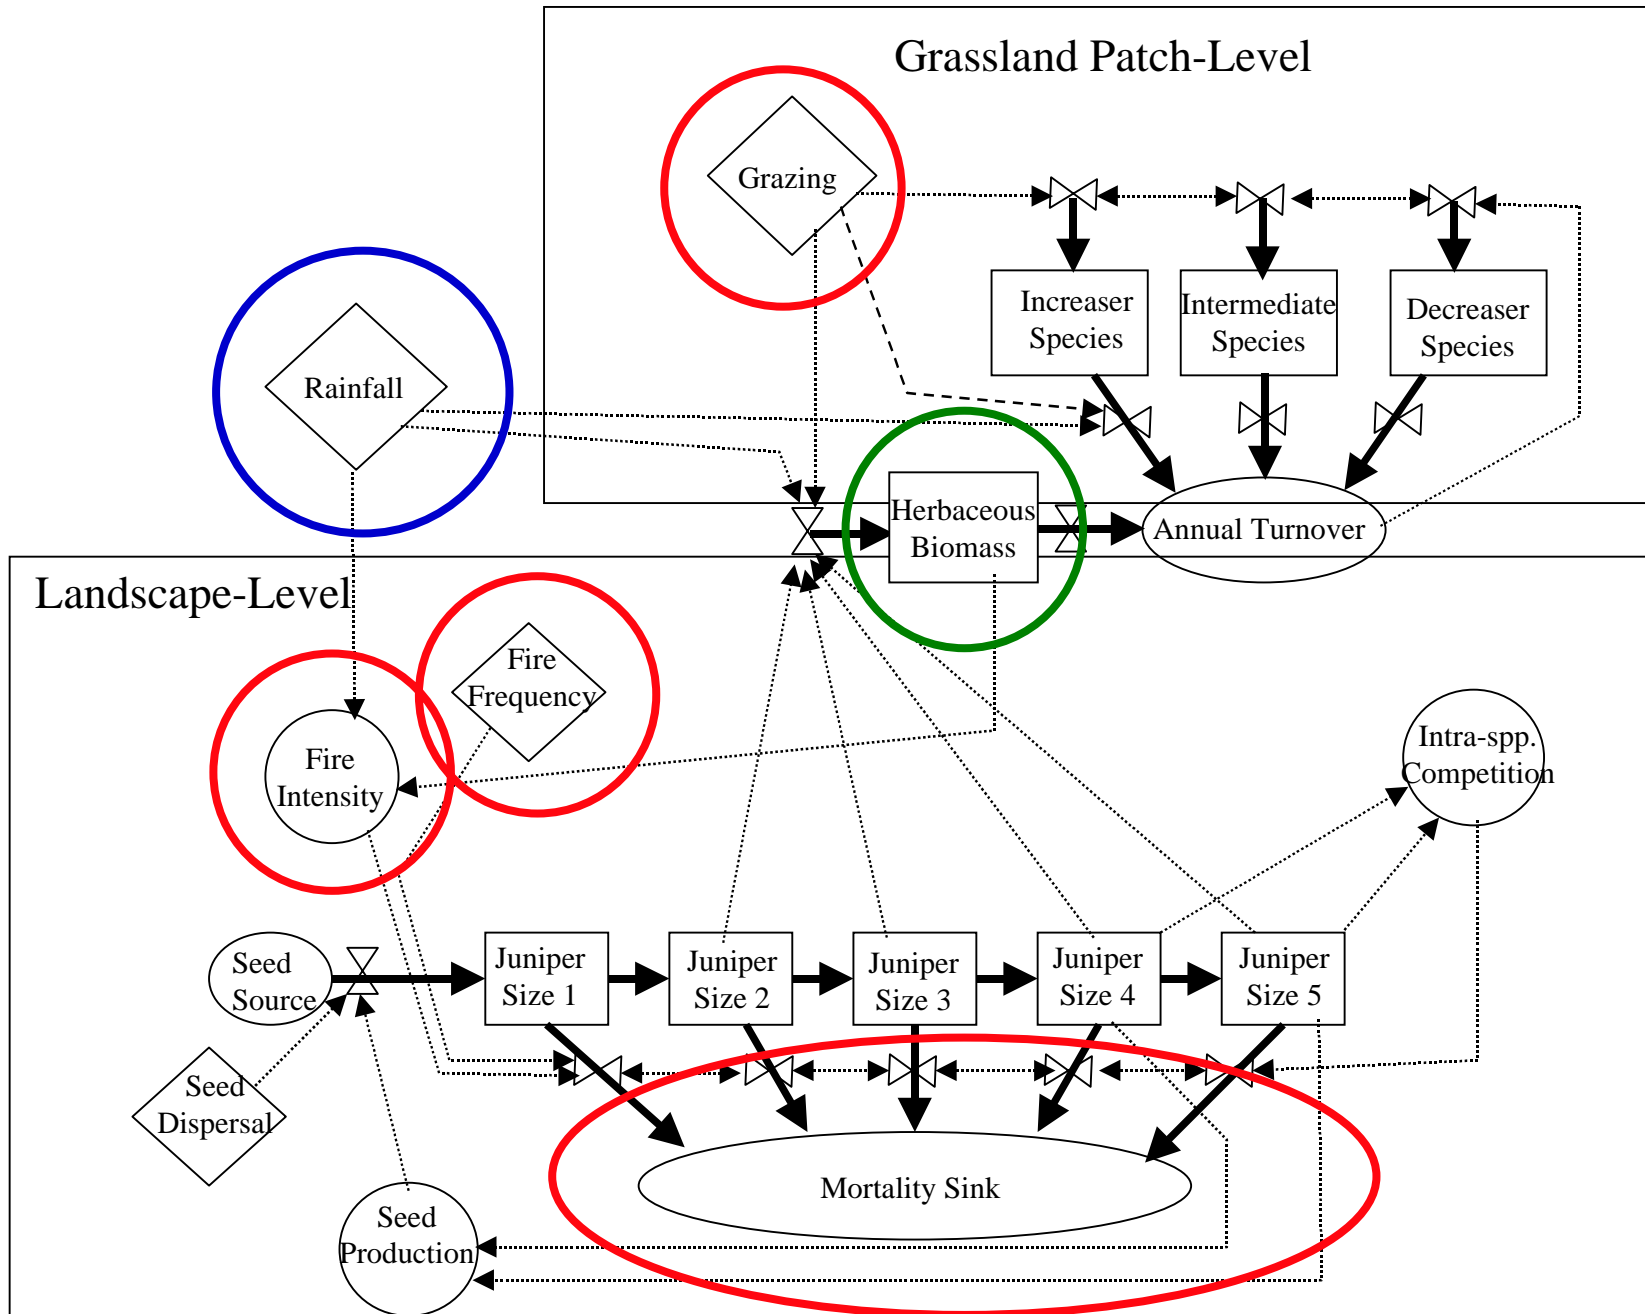 Grassland Patch-Level
Grazing
Increaser
Species
Intermediate
Species
Decreaser
Species
Rainfall
Herbaceous
Biomass
Annual Turnover
Landscape-Level
Fire
Frequency
Fire
Intensity
Intra-spp.
Competition
Seed
Source
Juniper
Size 1
Juniper
Size 2
Juniper
Size 3
Juniper
Size 4
Juniper
Size 5
Seed
Dispersal
Mortality Sink
Seed
Production